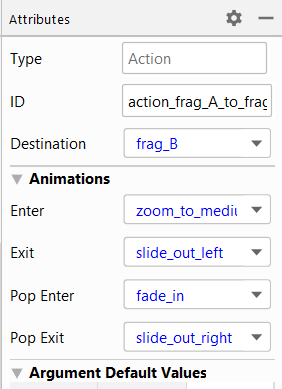 Attributes
Type Action
ID action_frag_A_to_frag
Destination frag_B
Animations
Enter zoom_to_mediu
Exit slide_out_left
Pop Enter fade_in
Pop Exit slide_out_right
Argument Default Values